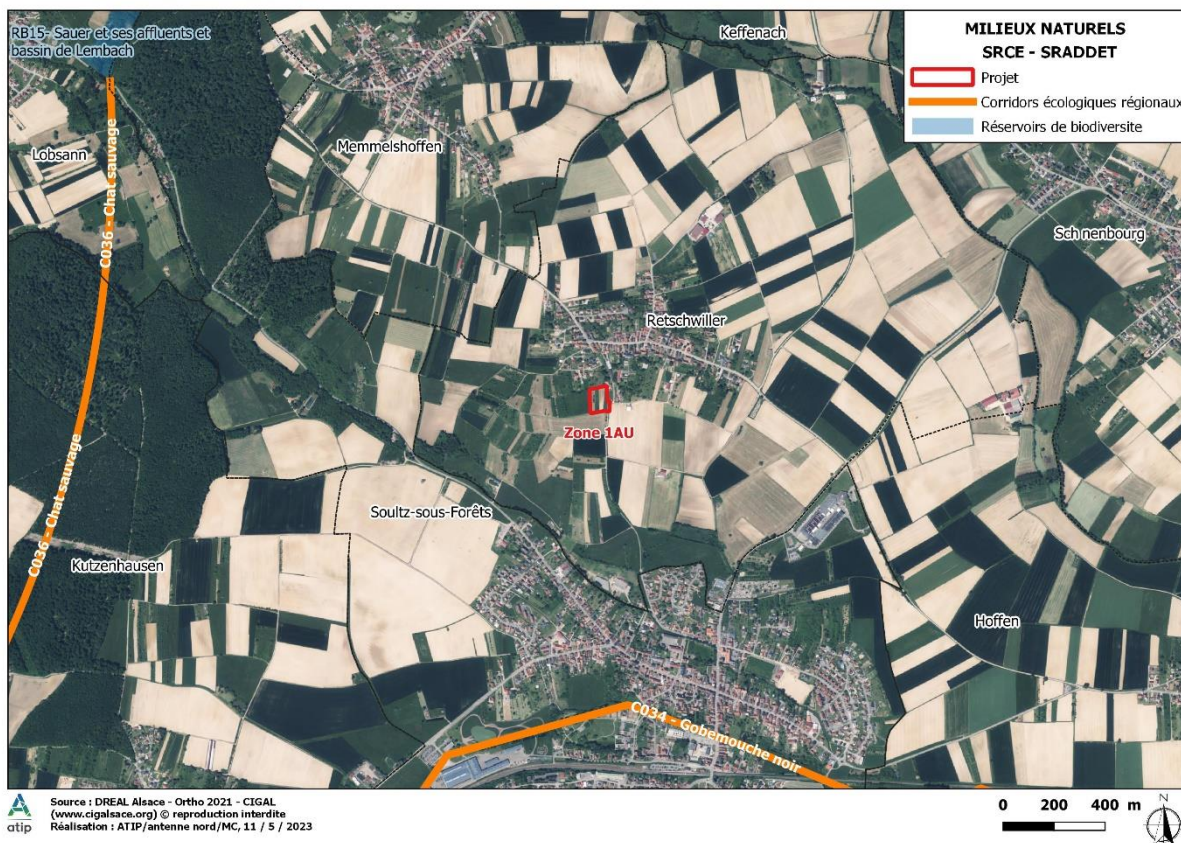 RB15- Sauer et ses affluents et
bassin de Lembach
Keffenach
MILIEUX NATURELS
SRCE - SRADDET
Projet
Corridors écologiques régionaux
Réservoirs de biodiversite
Lobsann
Memmelshoffen
C036 - Chat sauvage
Sch nenbourg
Retschwiller
Zone 1AU
Soultz-sous-Forêts
C036 - Chat sauvage
Kutzenhausen
Hoffen
C034 - Gobemouche noir
atip
Source : DREAL Alsace - Ortho 2021 - CIGAL
(www.cigalsace.org) © reproduction interdite
Réalisation : ATIP/antenne nord/MC, 11 / 5 / 2023
0 200 400 m
N